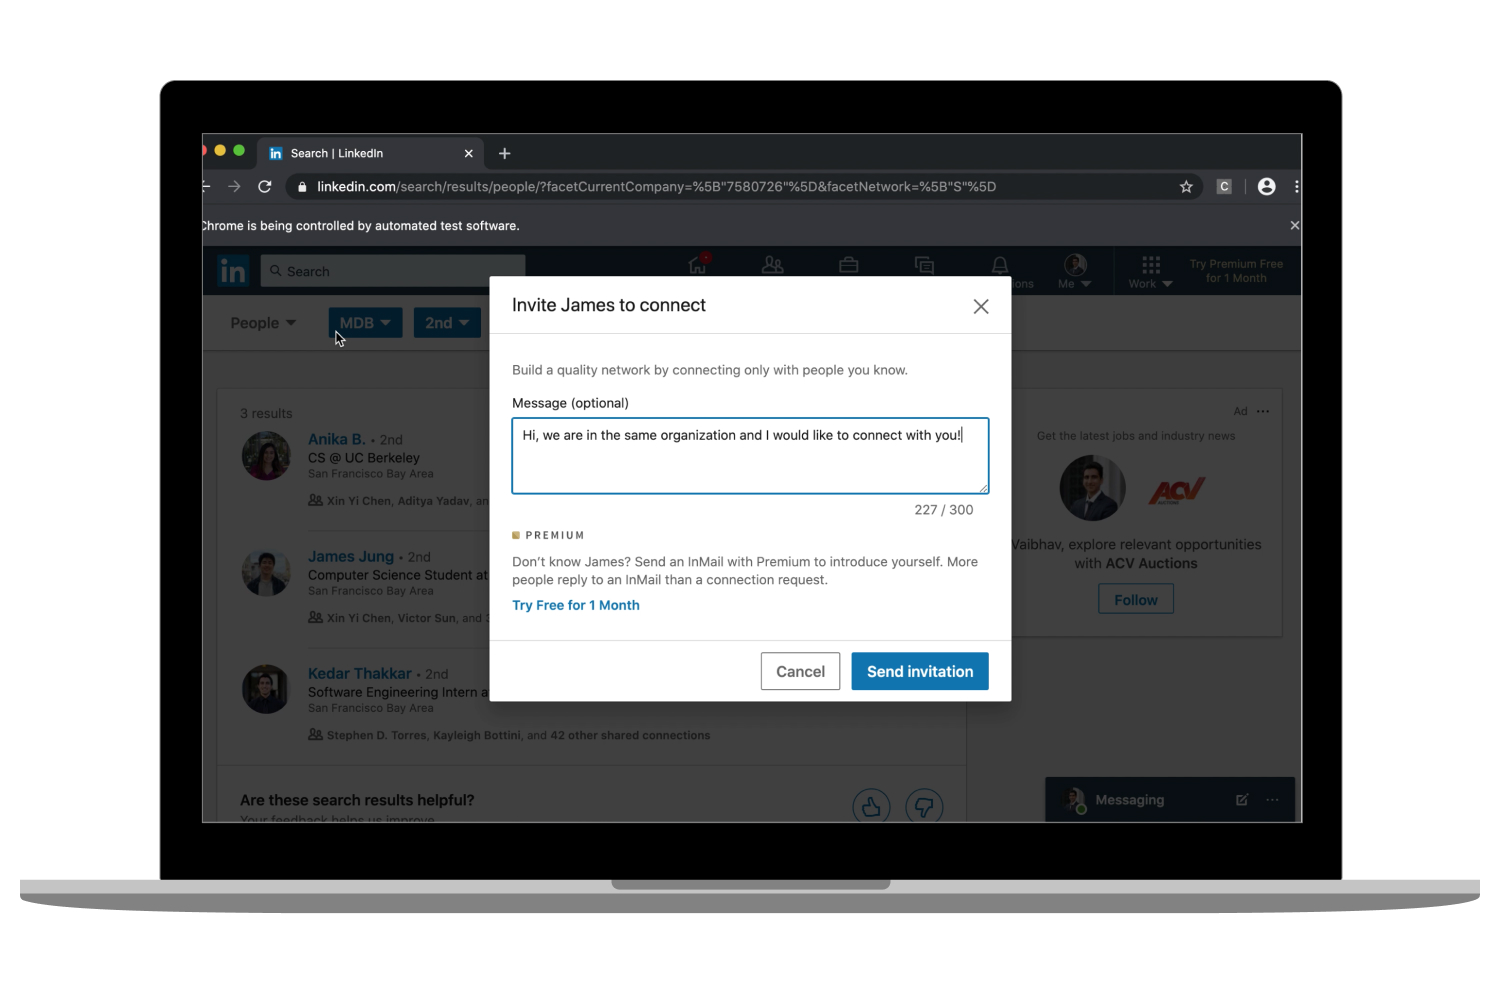 Search | LinkedIn
linkedin.com/search/results/people/?facetCurrentCompany=%5B"7580726"%5D&facetNetwork=%5B"S"%5D
C
Chrome is being controlled by automated test software.
in
Search
ions
Me
Work
Try Premium Free
for 1 Month
People
MDB
2nd
Invite James to connect
Build a quality network by connecting only with people you know.
Message (optional)
Hi, we are in the same organization and I would like to connect with you!
227 / 300
PREMIUM
Don't know James? Send an InMail with Premium to introduce yourself. More
people reply to an InMail than a connection request.
Try Free for 1 Month
Cancel
Send invitation
3 results
Anika B. • 2nd
CS @ UC Berkeley
San Francisco Bay Area
Xin Yi Chen, Aditya Yadav, an
James Jung • 2nd
Computer Science Student at
San Francisco Bay Area
Xin Yi Chen, Victor Sun, and 3
Kedar Thakkar • 2nd
Software Engineering Intern a
San Francisco Bay Area
Stephen D. Torres, Kayleigh Bottini, and 42 other shared connections
Are these search results helpful?
Your feedback helps us improve
Ad
Get the latest jobs and industry news
ACV
AUCTIONS
Vaibhav, explore relevant opportunities
with ACV Auctions
Follow
Messaging